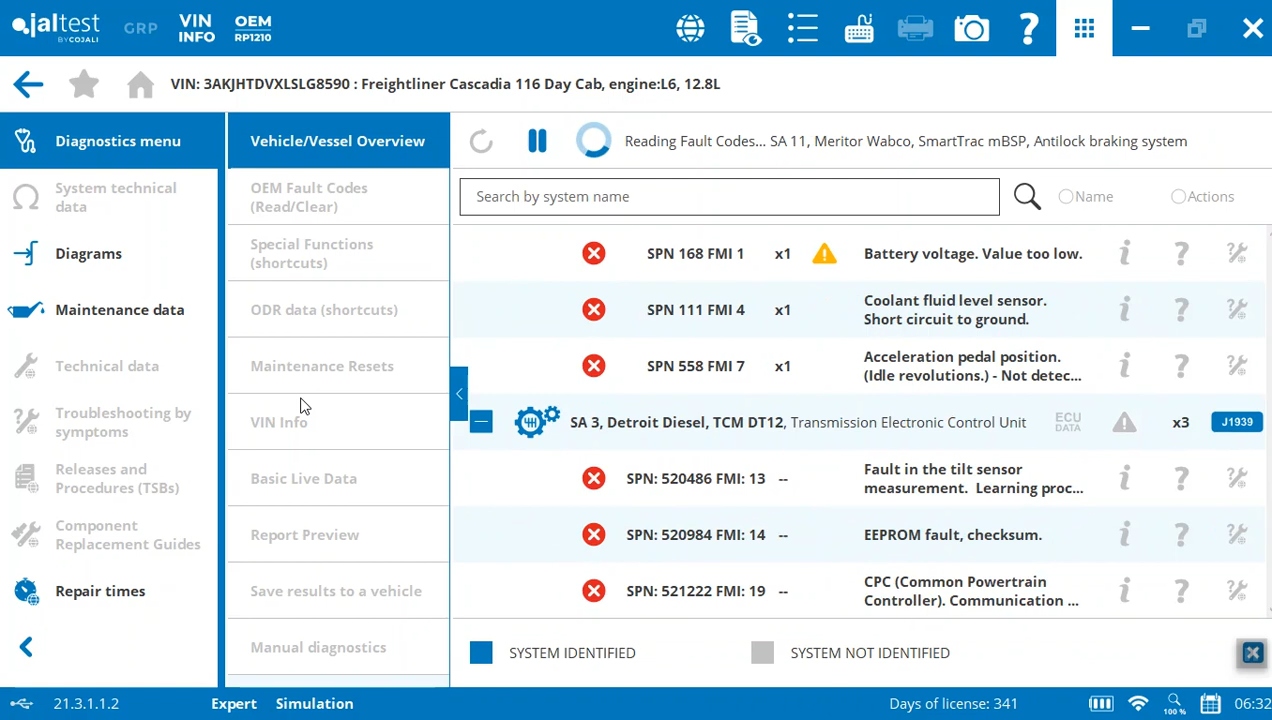 jaltest
BY COJALI
GRP
VIN
INFO
OEM
RP1210
VIN: 3AKJHTDVXLSLG8590 : Freightliner Cascadia 116 Day Cab, engine:L6, 12.8L
Diagnostics menu
System technical
data
Diagrams
Maintenance data
Technical data
Troubleshooting by
symptoms
Releases and
Procedures (TSBs)
Component
Replacement Guides
Repair times
Vehicle/Vessel Overview
OEM Fault Codes
(Read/Clear)
Special Functions
(shortcuts)
ODR data (shortcuts)
Maintenance Resets
VIN Info
Basic Live Data
Report Preview
Save results to a vehicle
Manual diagnostics
Reading Fault Codes... SA 11, Meritor Wabco, SmartTrac mBSP, Antilock braking system
Search by system name
Name
Actions
SPN 168 FMI 1 x1 Battery voltage. Value too low.
SPN 111 FMI 4 x1 Coolant fluid level sensor.
Short circuit to ground.
SPN 558 FMI 7 x1 Acceleration pedal position.
(Idle revolutions.) - Not detec...
SA 3, Detroit Diesel, TCM DT12, Transmission Electronic Control Unit
ECU
DATA
x3
J1939
SPN: 520486 FMI: 13 -- Fault in the tilt sensor
measurement. Learning proc...
SPN: 520984 FMI: 14 -- EEPROM fault, checksum.
SPN: 521222 FMI: 19 -- CPC (Common Powertrain
Controller). Communication ...
SYSTEM IDENTIFIED
SYSTEM NOT IDENTIFIED
21.3.1.1.2
Expert
Simulation
Days of license: 341
100 %
06:32